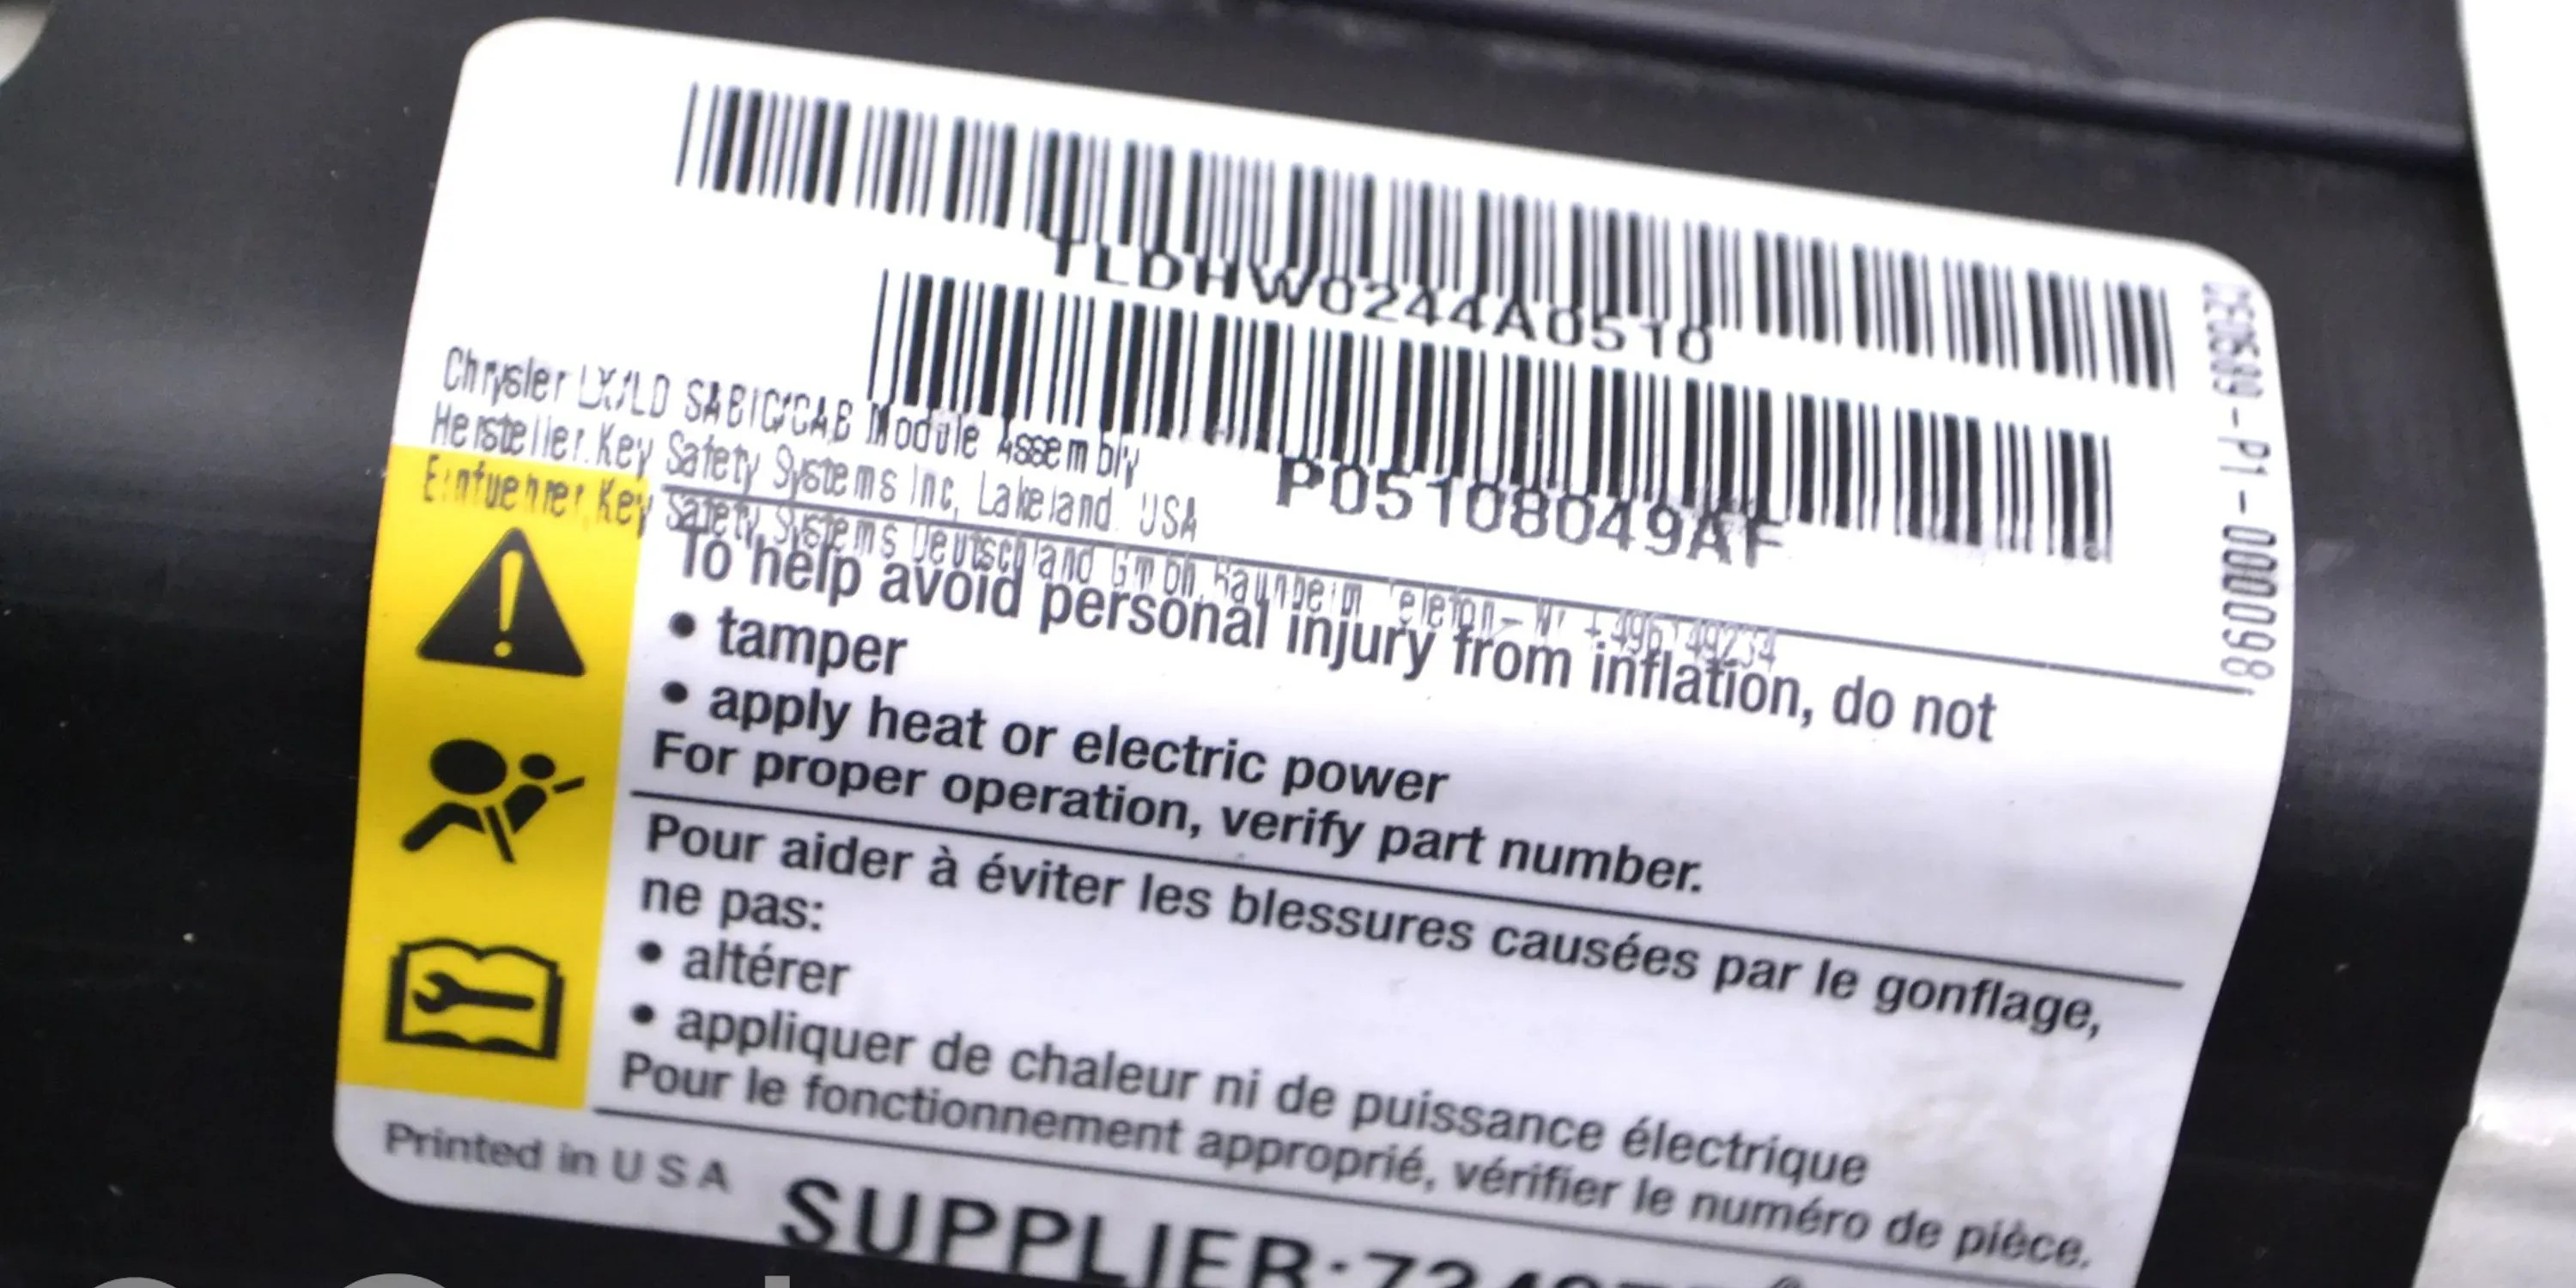 TLDHW0244A0510
Chrysler LX/LD SABIC/CAB Module Assembly
Hersteller.Key Safety Systems Inc, Lakeland. USA
P05108049AF
Einfuehrer.Key Safety Systems Deutschland Gmbh,Raunheim
To help avoid personal injury from inflation, do not
• tamper
• apply heat or electric power
For proper operation, verify part number.
Pour aider à éviter les blessures causées par le gonflage,
ne pas:
• altérer
• appliquer de chaleur ni de puissance électrique
Pour le fonctionnement approprié, vérifier le numéro de pièce.
Printed in U S A
SUPPLIER: